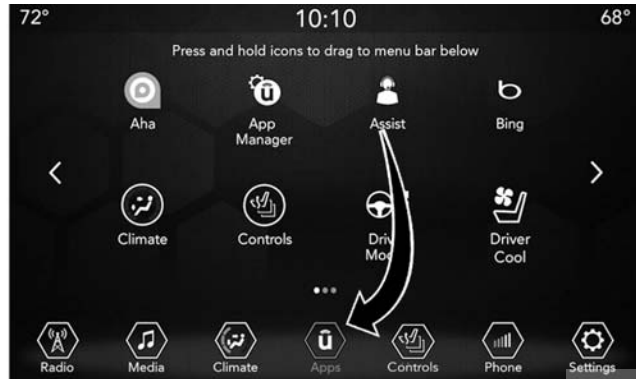 72°
10:10
68°
Press and hold icons to drag to menu bar below
Aha
App
Manager
Assist
Bing
Climate
Controls
Driver
Cool
Radio
Media
Climate
Apps
Controls
Phone
Settings